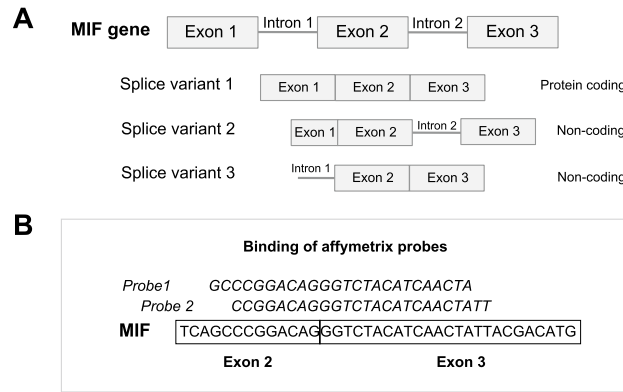 A
MIF gene Exon 1 Intron 1 Exon 2 Intron 2 Exon 3
Splice variant 1 Exon 1 Exon 2 Exon 3 Protein coding
Splice variant 2 Exon 1 Exon 2 Intron 2 Exon 3 Non-coding
Splice variant 3 Intron 1 Exon 2 Exon 3 Non-coding
B
Binding of affymetrix probes
Probe1 GCCCGGACAGGGTCTACATCAACTA
Probe 2 CCGGACAGGGTCTACATCAACTATT
MIF TCAGCCCGGACAGGGTCTACATCAACTATTACGACATG
Exon 2 Exon 3